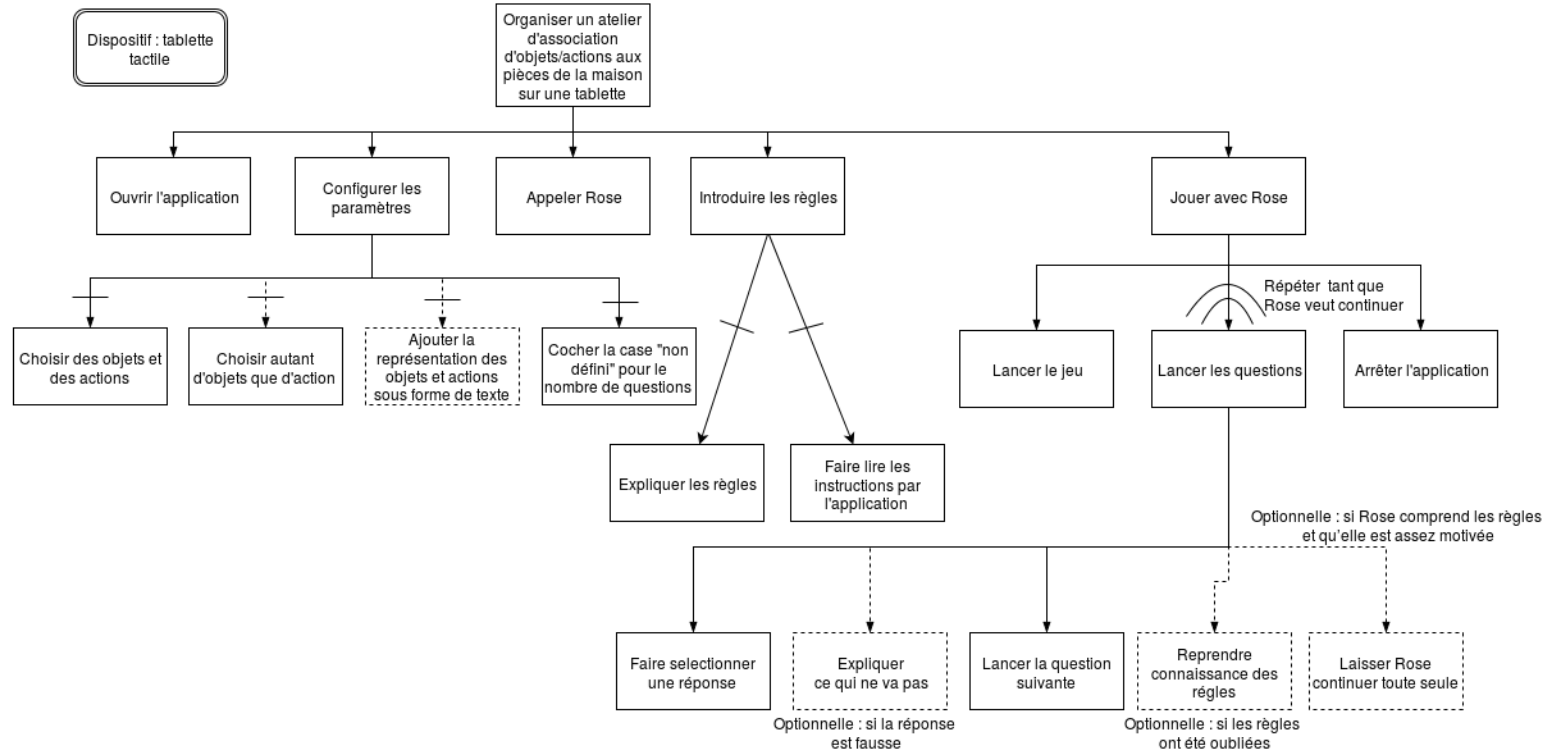 Dispositif : tablette
tactile
Organiser un atelier
d'association
d'objets/actions aux
pièces de la maison
sur une tablette
Ouvrir l'application
Configurer les
paramètres
Appeler Rose
Introduire les règles
Jouer avec Rose
Répéter tant que
Rose veut continuer
Choisir des objets et
des actions
Choisir autant
d'objets que d'action
Ajouter la
représentation des
objets et actions
sous forme de texte
Cocher la case "non
défini" pour le
nombre de questions
Lancer le jeu
Lancer les questions
Arrêter l'application
Expliquer les règles
Faire lire les
instructions par
l'application
Optionnelle : si Rose comprend les règles
et qu'elle est assez motivée
Faire selectionner
une réponse
Expliquer
ce qui ne va pas
Lancer la question
suivante
Reprendre
connaissance des
régles
Laisser Rose
continuer toute seule
Optionnelle : si la réponse
est fausse
Optionnelle : si les règles
ont été oubliées